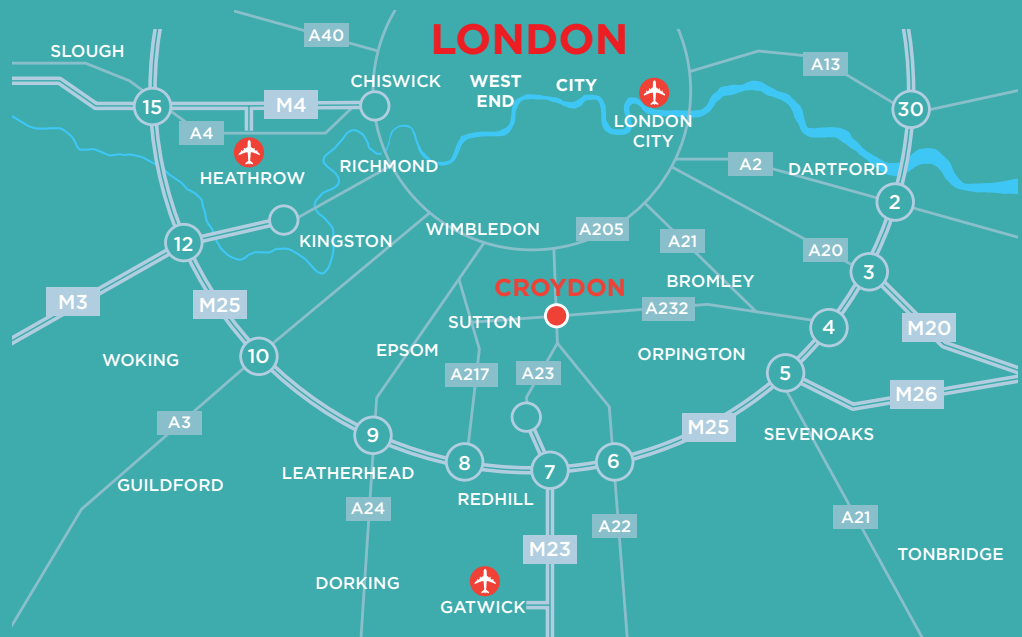 LONDON
A40
SLOUGH
A13
CHISWICK
WEST
END
CITY
15
M4
30
A4
LONDON
CITY
HEATHROW
RICHMOND
A2
DARTFORD
2
12
KINGSTON
WIMBLEDON
A205
A21
A20
3
CROYDON
BROMLEY
M3
M25
SUTTON
A232
4
M20
WOKING
10
EPSOM
ORPINGTON
A217
A23
5
M26
A3
9
M25
SEVENOAKS
8
7
6
LEATHERHEAD
GUILDFORD
REDHILL
A24
A22
A21
M23
TONBRIDGE
DORKING
GATWICK